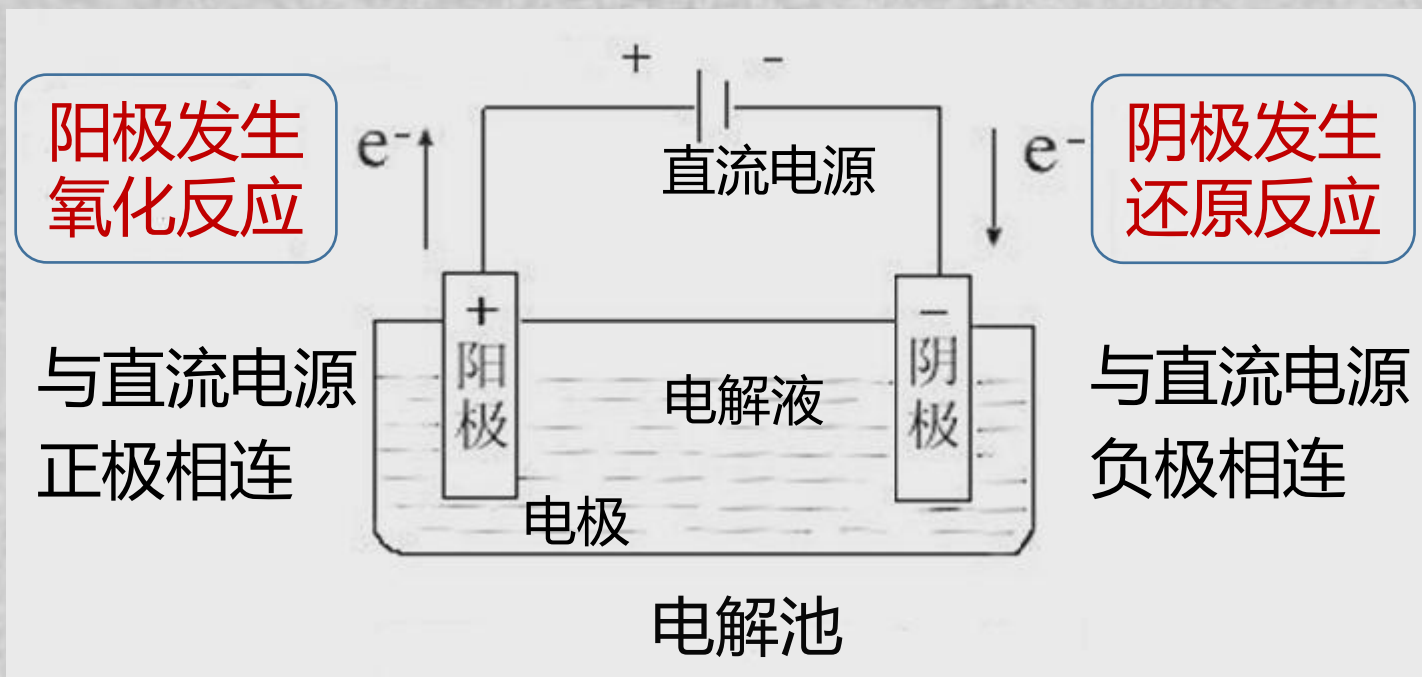 + -
阳极发生
氧化反应
e-
直流电源
e-
阴极发生
还原反应
与直流电源
正极相连
+
阳
极
电解液
电极
-
阴
极
与直流电源
负极相连
电解池